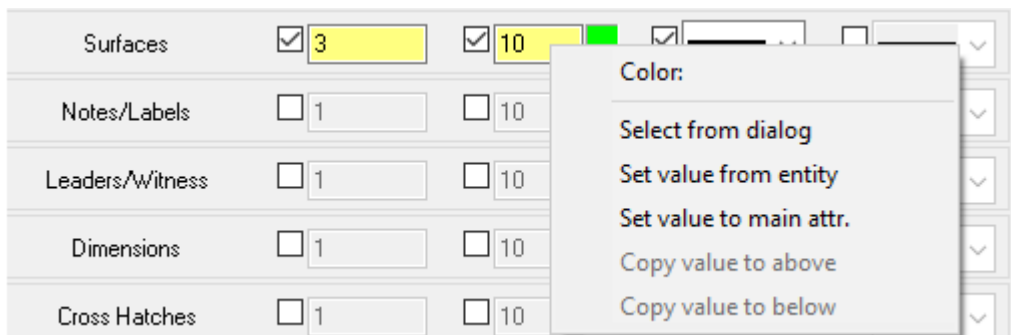 Surfaces 3 10
Color:
Notes/Labels 1 10
Select from dialog
Leaders/Witness 1 10
Set value from entity
Set value to main attr.
Dimensions 1 10
Copy value to above
Copy value to below
Cross Hatches 1 10